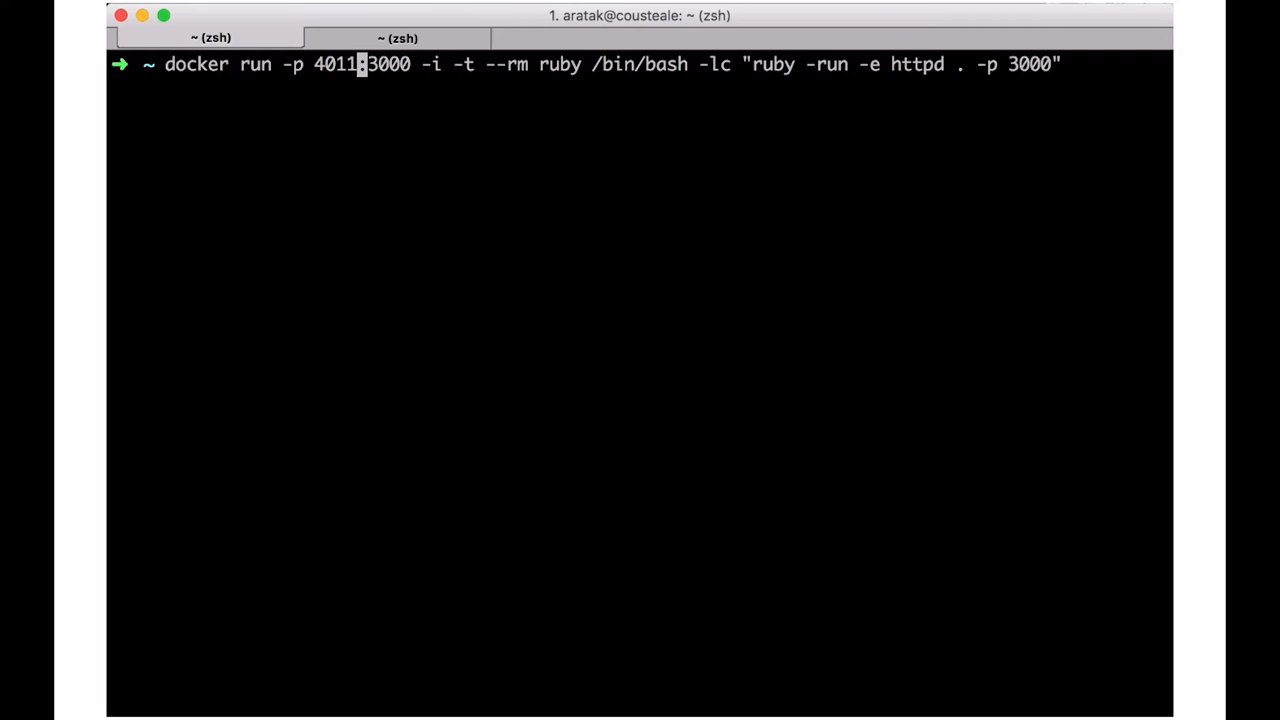 1. aratak@cousteale: ~ (zsh)
~ (zsh)
~ (zsh)
➜ ~ docker run -p 4011:3000 -i -t --rm ruby /bin/bash -lc "ruby -run -e httpd . -p 3000"